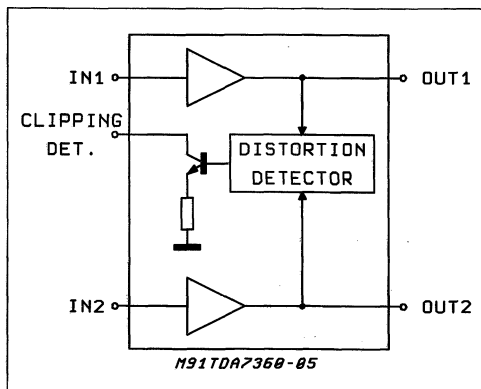 IN1
OUT1
CLIPPING
DET.
DISTORTION
DETECTOR
IN2
OUT2
M91TDA7360-05